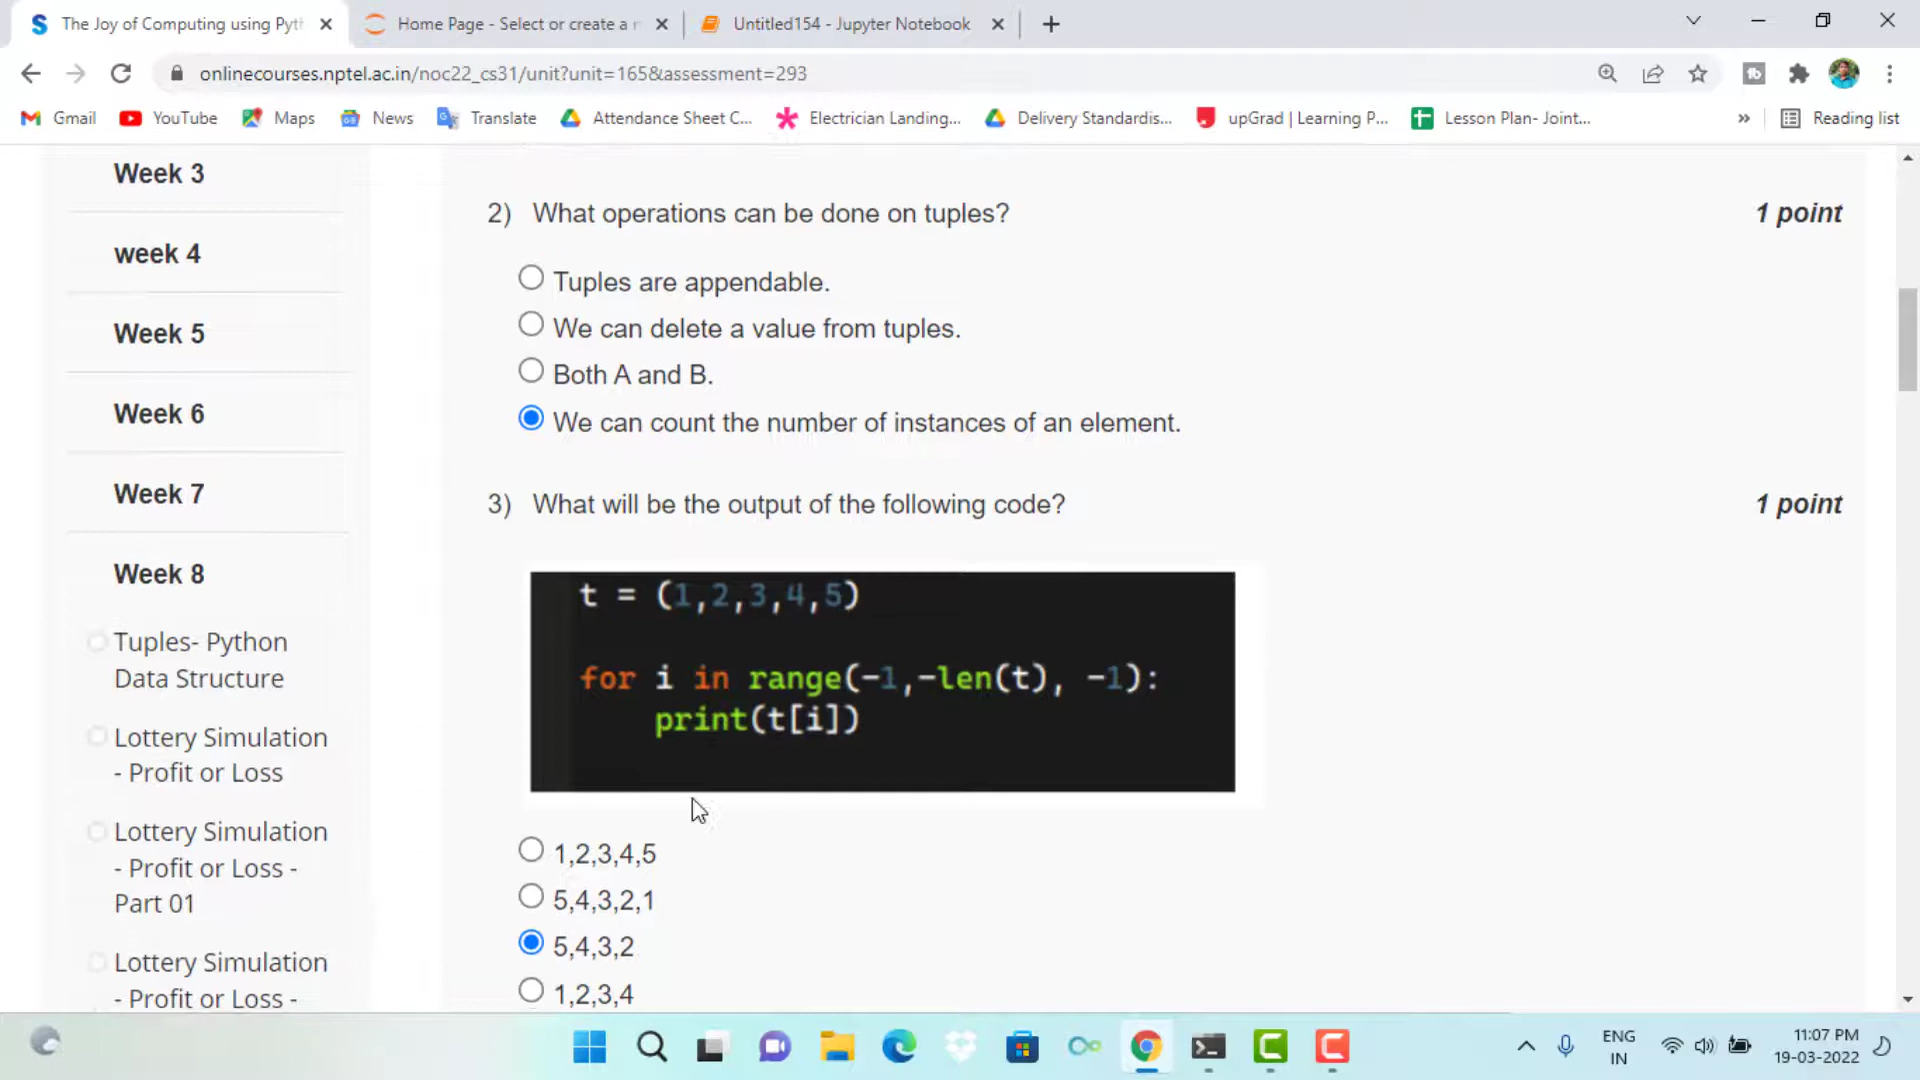 The Joy of Computing using Pyth
Home Page - Select or create a n
Untitled154 - Jupyter Notebook
onlinecourses.nptel.ac.in/noc22_cs31/unit?unit=165&assessment=293
Gmail
YouTube
Maps
News
Translate
Attendance Sheet C...
Electrician Landing...
Delivery Standardis...
upGrad | Learning P...
Lesson Plan- Joint...
»
Reading list
Week 3
week 4
Week 5
Week 6
Week 7
Week 8
Tuples- Python
Data Structure
Lottery Simulation
- Profit or Loss
Lottery Simulation
- Profit or Loss -
Part 01
Lottery Simulation
- Profit or Loss -
2) What operations can be done on tuples?
1 point
Tuples are appendable.
We can delete a value from tuples.
Both A and B.
We can count the number of instances of an element.
3) What will be the output of the following code?
1 point
t = (1,2,3,4,5)
for i in range(-1,-len(t), -1):
print(t[i])
1,2,3,4,5
5,4,3,2,1
5,4,3,2
1,2,3,4
ENG
IN
11:07 PM
19-03-2022